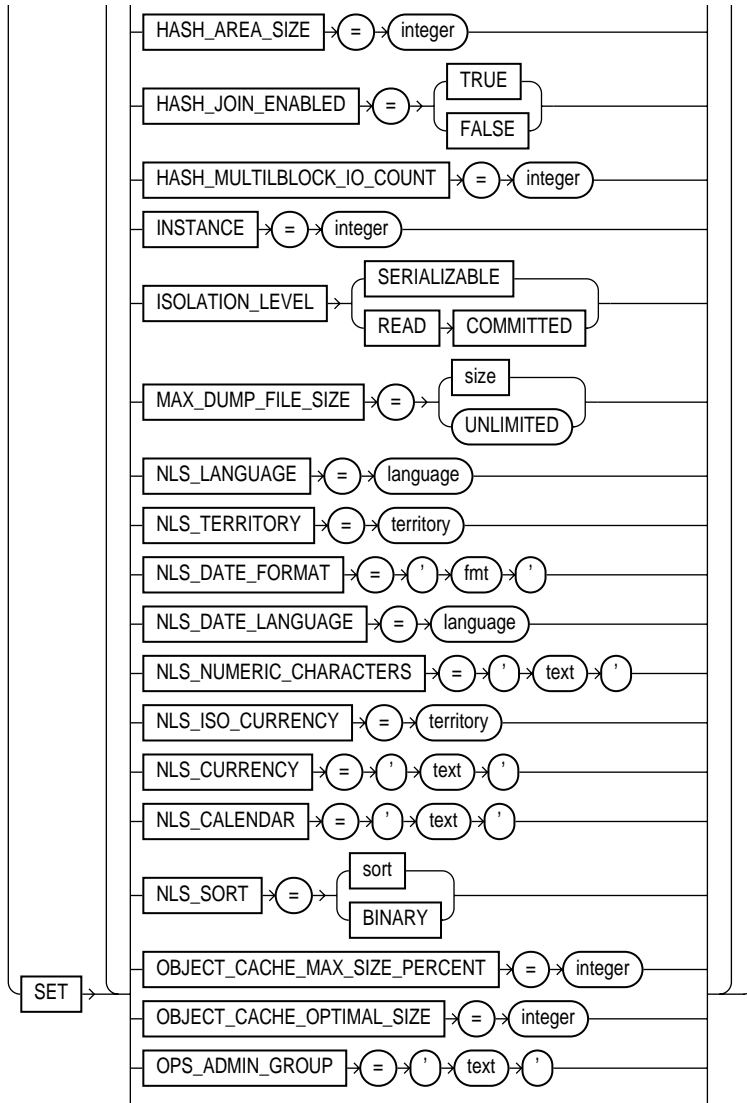 HASH_AREA_SIZE = integer
HASH_JOIN_ENABLED = TRUE
FALSE
HASH_MULTILBLOCK_IO_COUNT = integer
INSTANCE = integer
ISOLATION_LEVEL SERIALIZABLE
READ COMMITTED
MAX_DUMP_FILE_SIZE = size
UNLIMITED
NLS_LANGUAGE = language
NLS_TERRITORY = territory
NLS_DATE_FORMAT = ’ fmt ’
NLS_DATE_LANGUAGE = language
NLS_NUMERIC_CHARACTERS = ’ text ’
NLS_ISO_CURRENCY = territory
NLS_CURRENCY = ’ text ’
NLS_CALENDAR = ’ text ’
NLS_SORT = sort
BINARY
OBJECT_CACHE_MAX_SIZE_PERCENT = integer
SET
OBJECT_CACHE_OPTIMAL_SIZE = integer
OPS_ADMIN_GROUP = ’ text ’